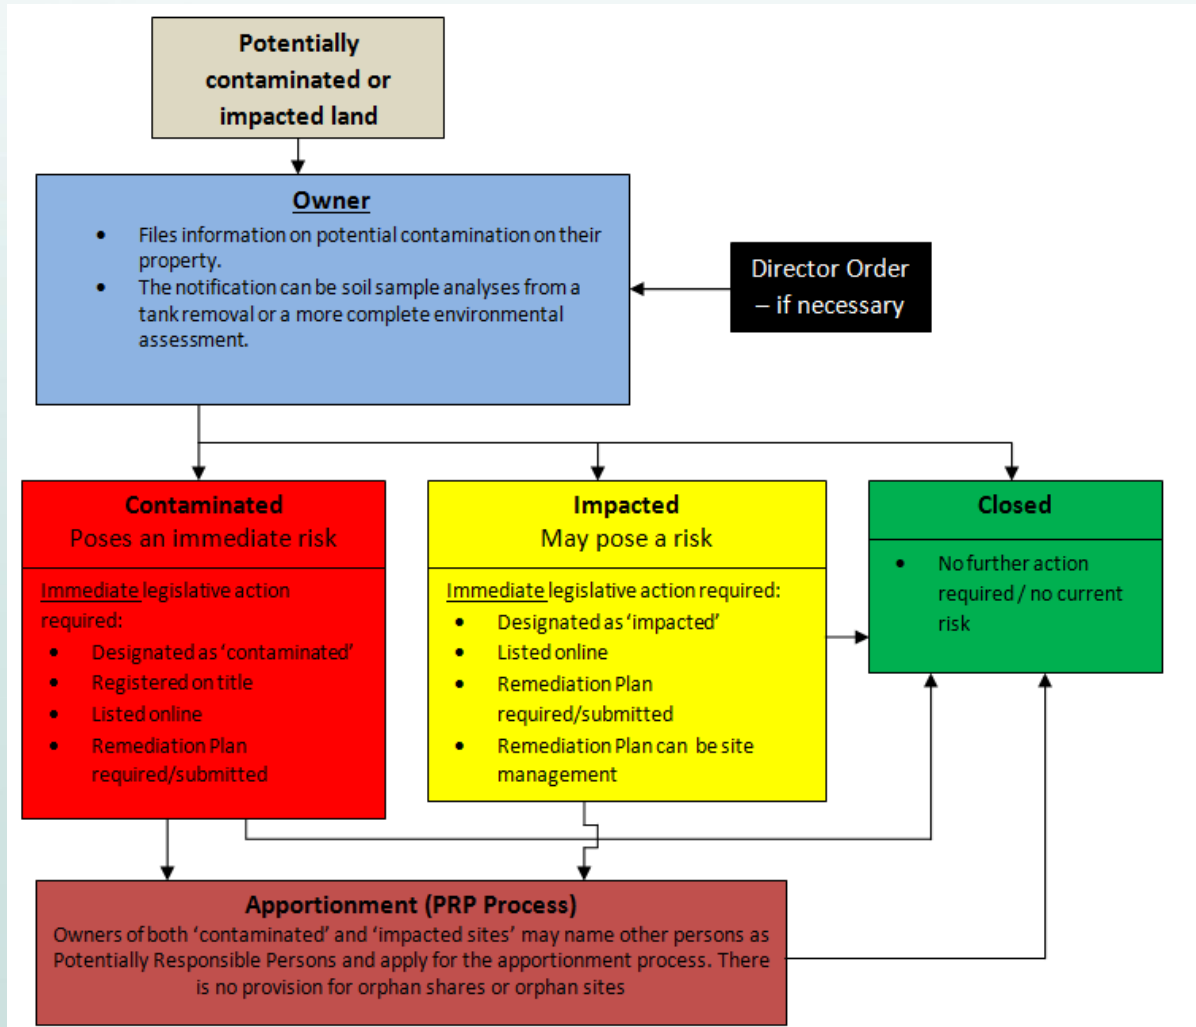 Potentially
contaminated or
impacted land
Owner
• Files information on potential contamination on their
property.
• The notification can be soil sample analyses from a
tank removal or a more complete environmental
assessment.
Director Order
– if necessary
Contaminated
Poses an immediate risk
Immediate legislative action
required:
• Designated as ‘contaminated’
• Registered on title
• Listed online
• Remediation Plan
required/submitted
Impacted
May pose a risk
Immediate legislative action required:
• Designated as ‘impacted’
• Listed online
• Remediation Plan
required/submitted
• Remediation Plan can be site
management
Closed
• No further action
required / no current
risk
Apportionment (PRP Process)
Owners of both ‘contaminated’ and ‘impacted sites’ may name other persons as
Potentially Responsible Persons and apply for the apportionment process. There
is no provision for orphan shares or orphan sites